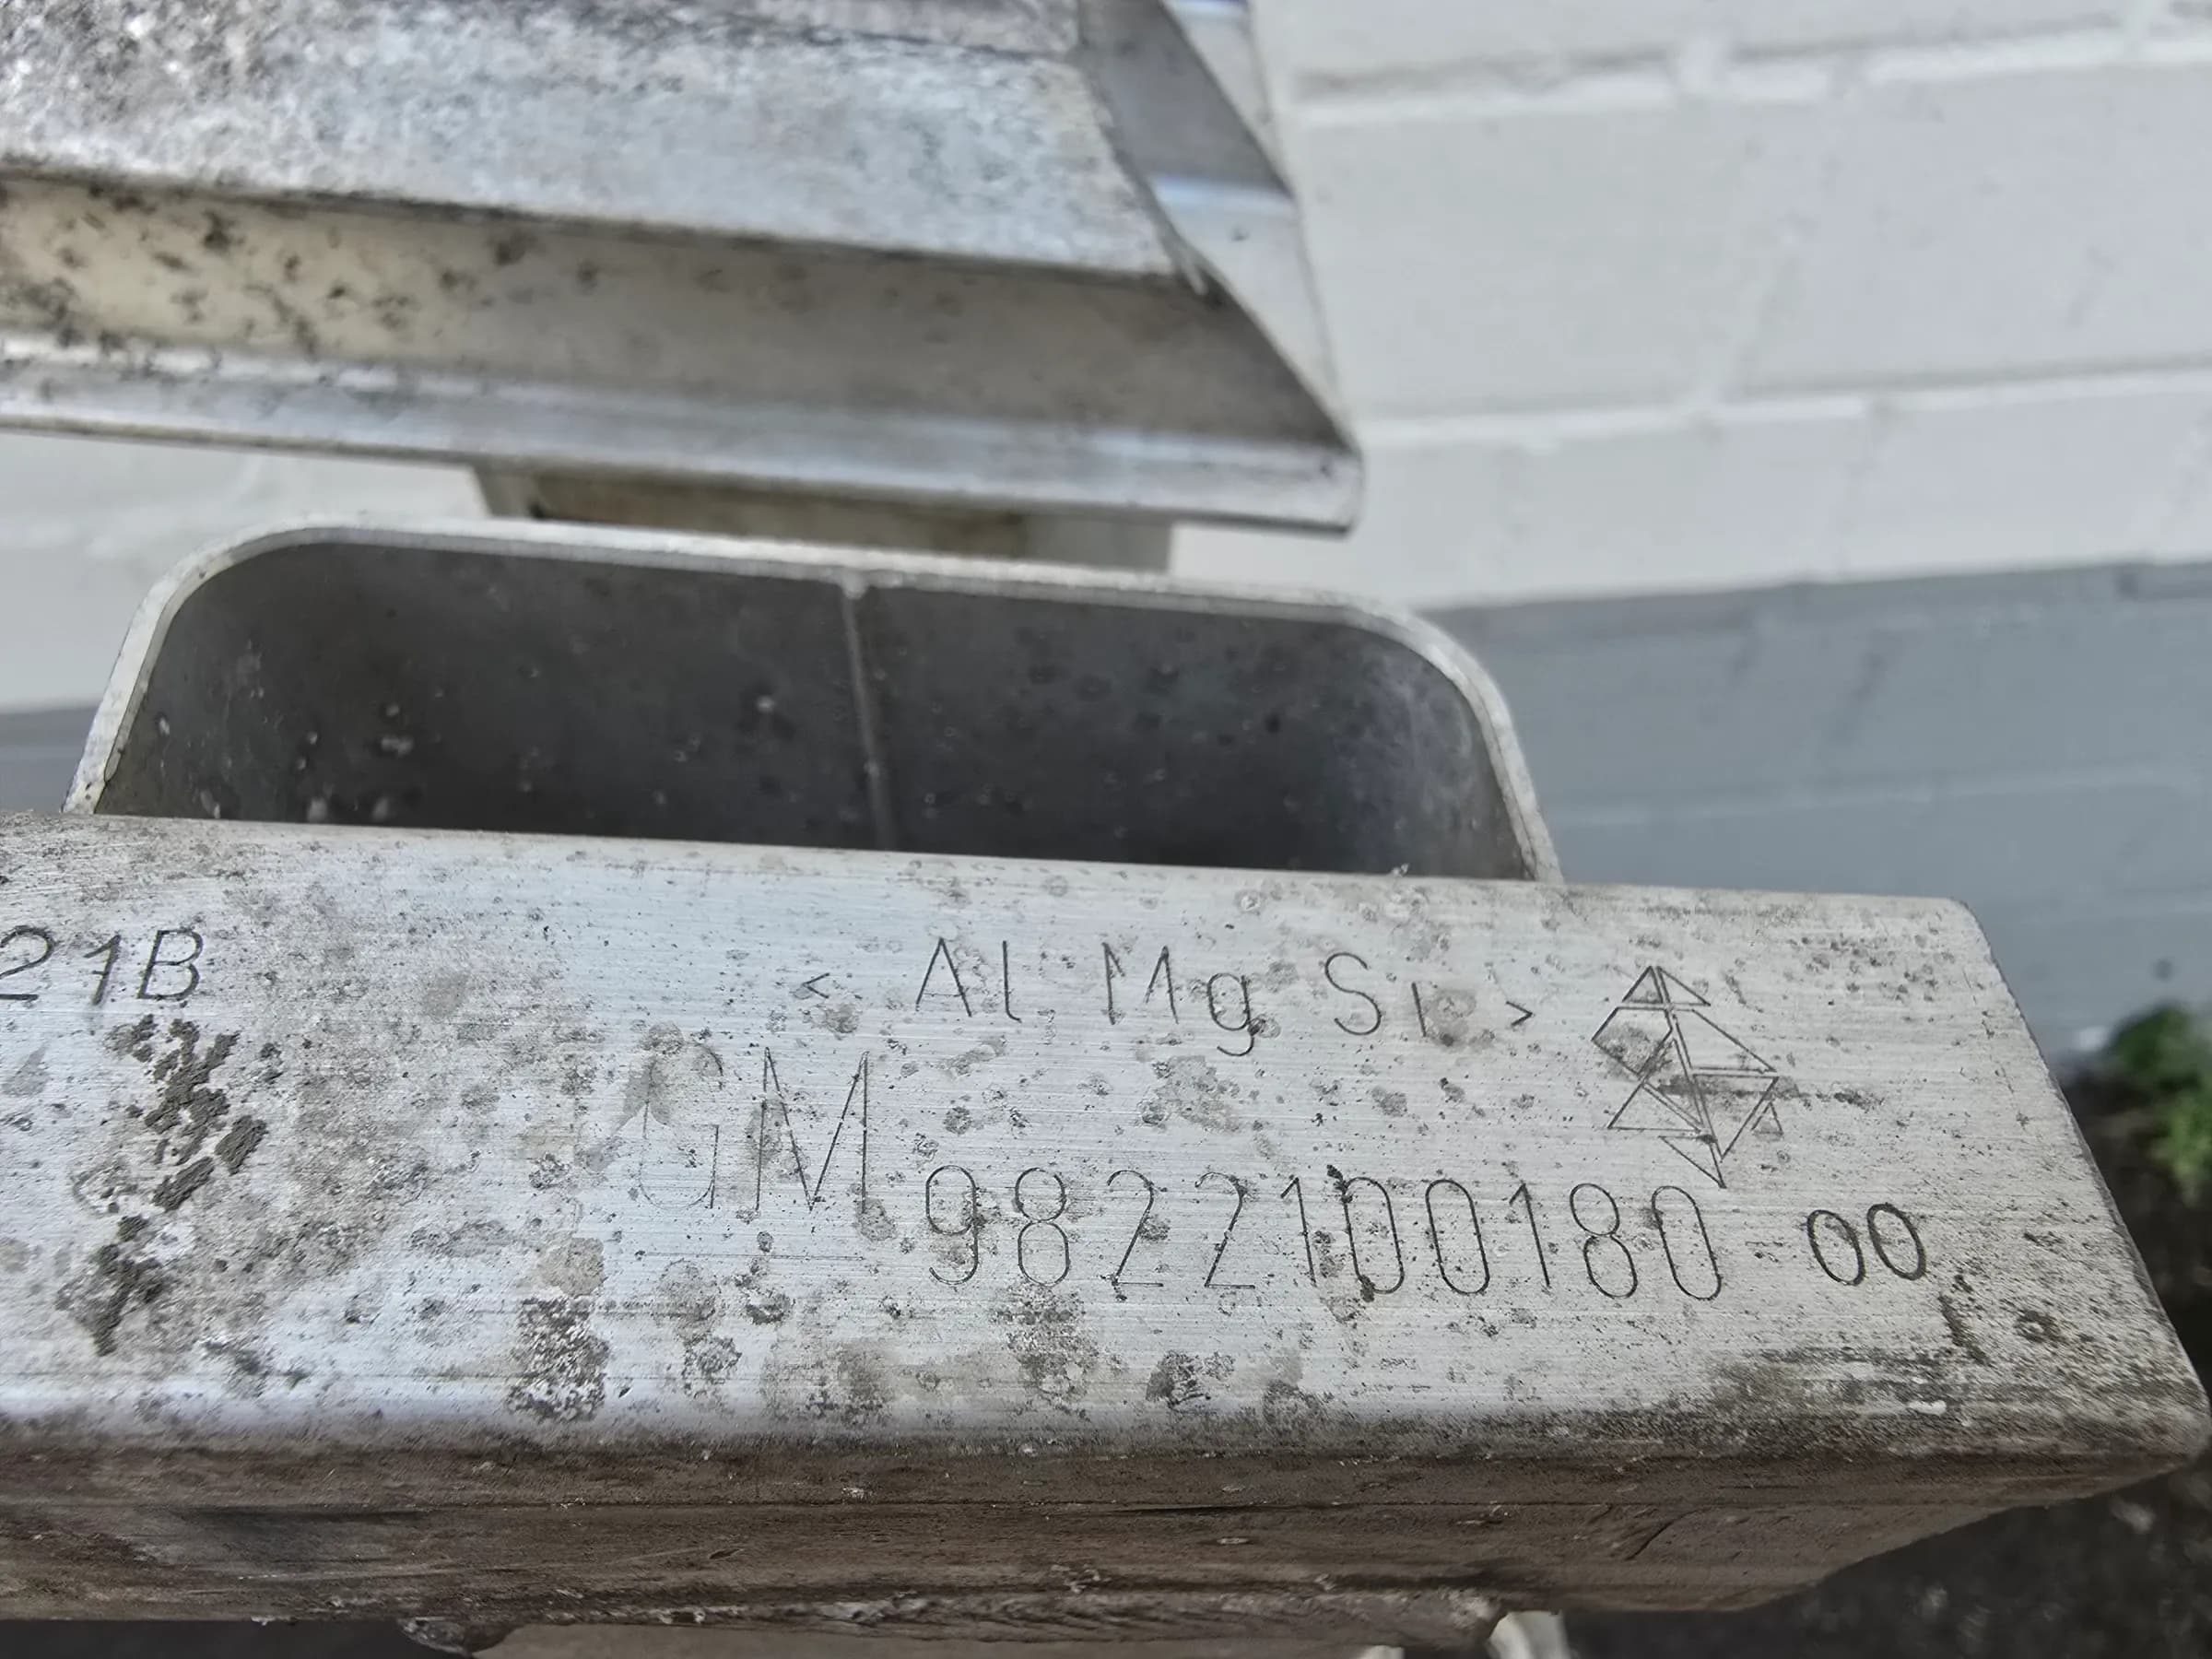 21B
< Al Mg Si >
GM
9822100180-00